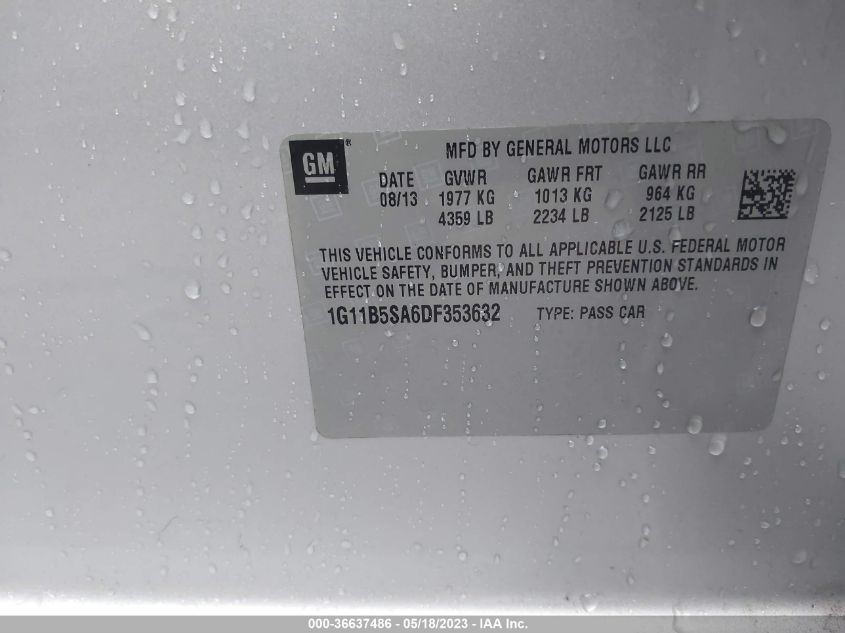 GM ®
MFD BY GENERAL MOTORS LLC
DATE GVWR GAWR FRT GAWR RR
08/13 1977 KG 1013 KG 964 KG
4359 LB 2234 LB 2125 LB
THIS VEHICLE CONFORMS TO ALL APPLICABLE U.S. FEDERAL MOTOR
VEHICLE SAFETY, BUMPER, AND THEFT PREVENTION STANDARDS IN
EFFECT ON THE DATE OF MANUFACTURE SHOWN ABOVE.
1G11B5SA6DF353632 TYPE: PASS CAR
000-36637486 - 05/18/2023 - IAA Inc.